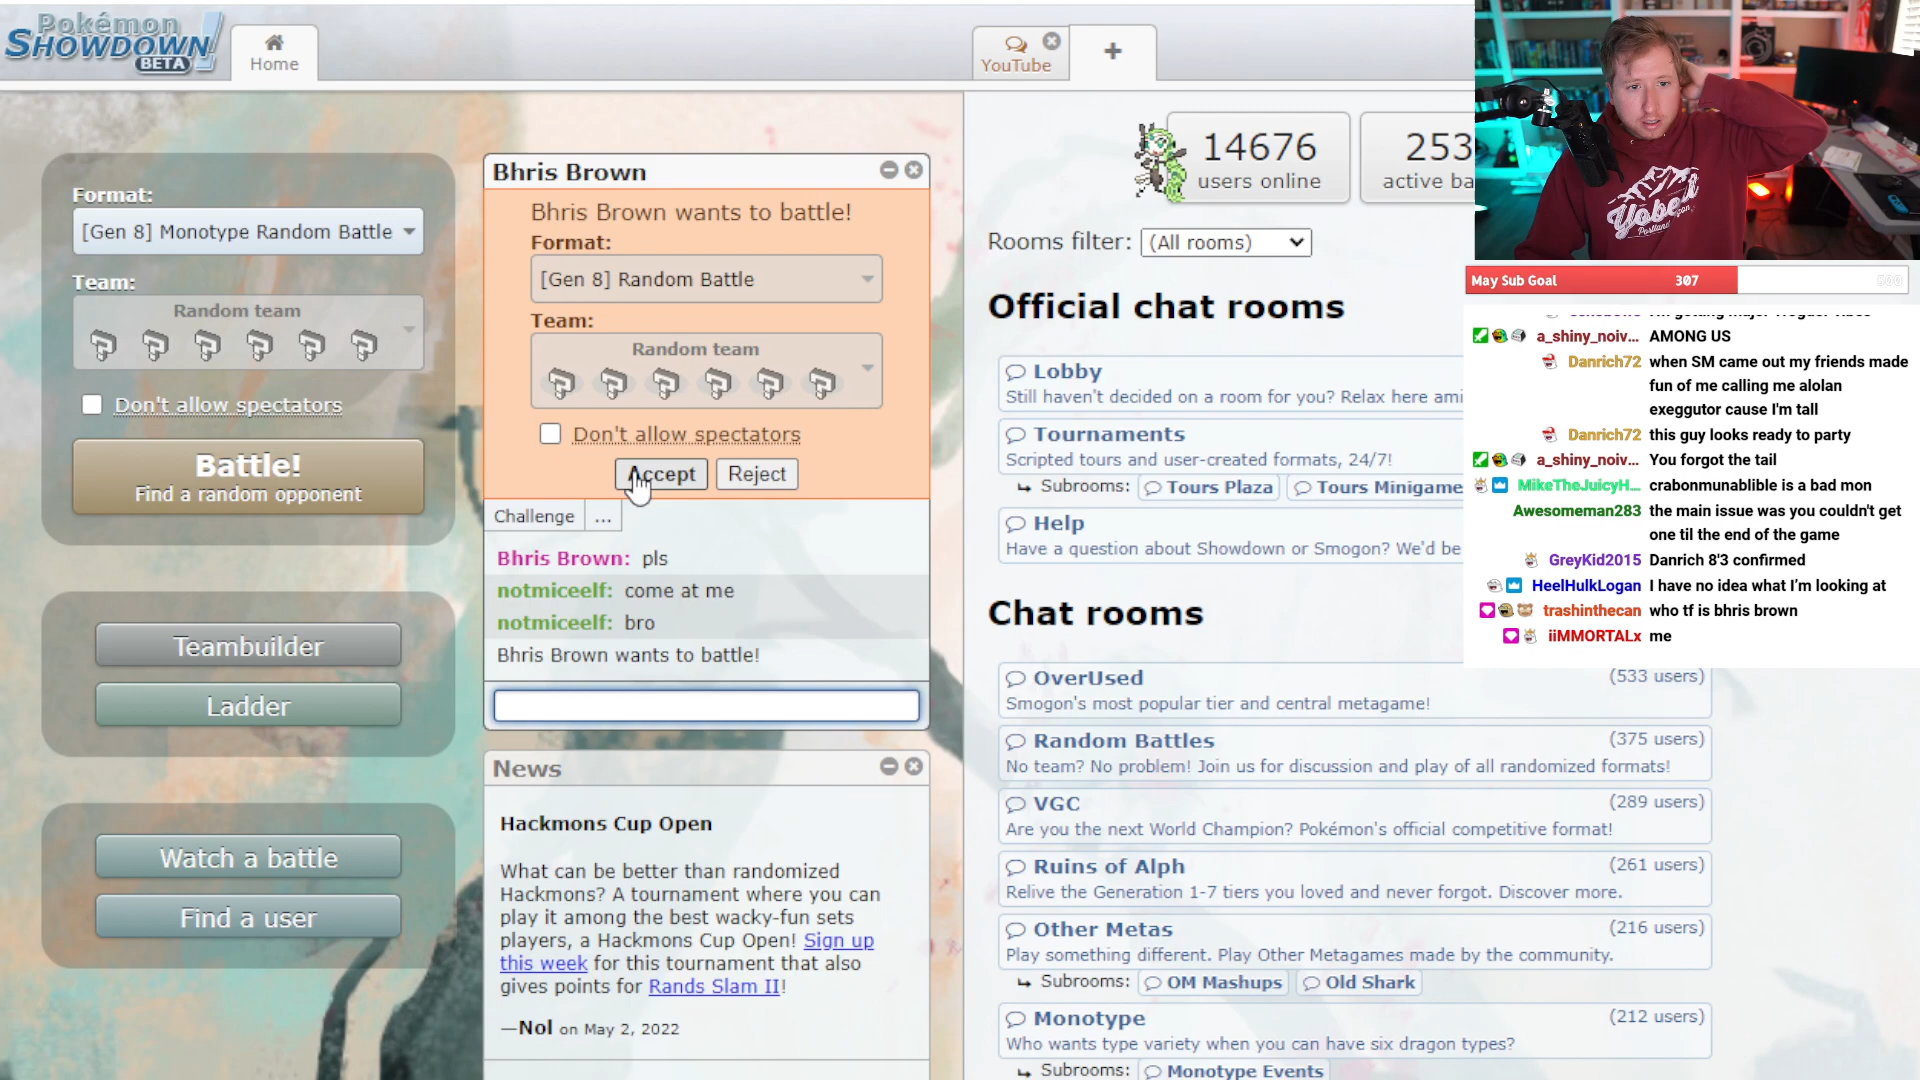 Pokémon
SHOWDOWN!
BETA
Home
YouTube
Format:
[Gen 8] Monotype Random Battle
Team:
Random team
Don't allow spectators
Battle!
Find a random opponent
Teambuilder
Ladder
Watch a battle
Find a user
Bhris Brown
Bhris Brown wants to battle!
Format:
[Gen 8] Random Battle
Team:
Random team
Don't allow spectators
Accept Reject
Challenge ...
Bhris Brown: pls
notmiceelf: come at me
notmiceelf: bro
Bhris Brown wants to battle!
News
Hackmons Cup Open
What can be better than randomized
Hackmons? A tournament where you can
play it among the best wacky-fun sets
players, a Hackmons Cup Open! Sign up
this week for this tournament that also
gives points for Rands Slam II!
—Nol on May 2, 2022
14676
users online
253
active ba
Rooms filter: (All rooms)
Official chat rooms
Lobby
Still haven't decided on a room for you? Relax here ami
Tournaments
Scripted tours and user-created formats, 24/7!
Subrooms: Tours Plaza Tours Minigame
Help
Have a question about Showdown or Smogon? We'd be
Chat rooms
OverUsed (533 users)
Smogon's most popular tier and central metagame!
Random Battles (375 users)
No team? No problem! Join us for discussion and play of all randomized formats!
VGC (289 users)
Are you the next World Champion? Pokémon's official competitive format!
Ruins of Alph (261 users)
Relive the Generation 1-7 tiers you loved and never forgot. Discover more.
Other Metas (216 users)
Play something different. Play Other Metagames made by the community.
Subrooms: OM Mashups Old Shark
Monotype (212 users)
Who wants type variety when you can have six dragon types?
Subrooms: Monotype Events
Portland
May Sub Goal 307
a_shiny_noiv... AMONG US
Danrich72 when SM came out my friends made
fun of me calling me alolan
exeggutor cause I'm tall
Danrich72 this guy looks ready to party
a_shiny_noiv... You forgot the tail
MikeTheJuicyH... crabonmunablible is a bad mon
Awesomeman283 the main issue was you couldn't get
one til the end of the game
GreyKid2015 Danrich 8'3 confirmed
HeelHulkLogan I have no idea what I'm looking at
trashinthecan who tf is bhris brown
iiMMORTALx me